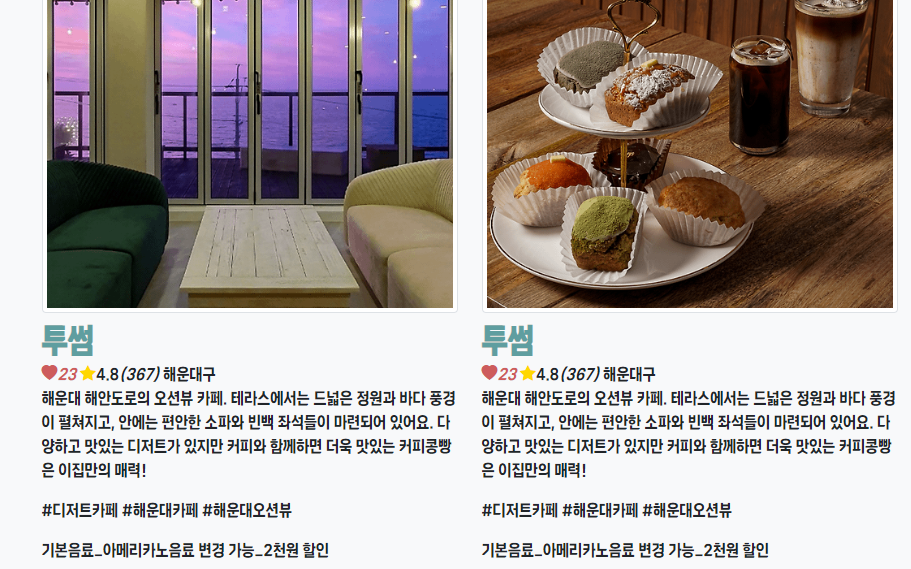 투썸
23 4.8(367) 해운대구
해운대 해안도로의 오션뷰 카페. 테라스에서는 드넓은 정원과 바다 풍경
이 펼쳐지고, 안에는 편안한 소파와 빈백 좌석들이 마련되어 있어요. 다
양하고 맛있는 디저트가 있지만 커피와 함께하면 더욱 맛있는 커피콩빵
은 이집만의 매력!
#디저트카페 #해운대카페 #해운대오션뷰
기본음료_아메리카노음료 변경 가능_2천원 할인
투썸
23 4.8(367) 해운대구
해운대 해안도로의 오션뷰 카페. 테라스에서는 드넓은 정원과 바다 풍경
이 펼쳐지고, 안에는 편안한 소파와 빈백 좌석들이 마련되어 있어요. 다
양하고 맛있는 디저트가 있지만 커피와 함께하면 더욱 맛있는 커피콩빵
은 이집만의 매력!
#디저트카페 #해운대카페 #해운대오션뷰
기본음료_아메리카노음료 변경 가능_2천원 할인